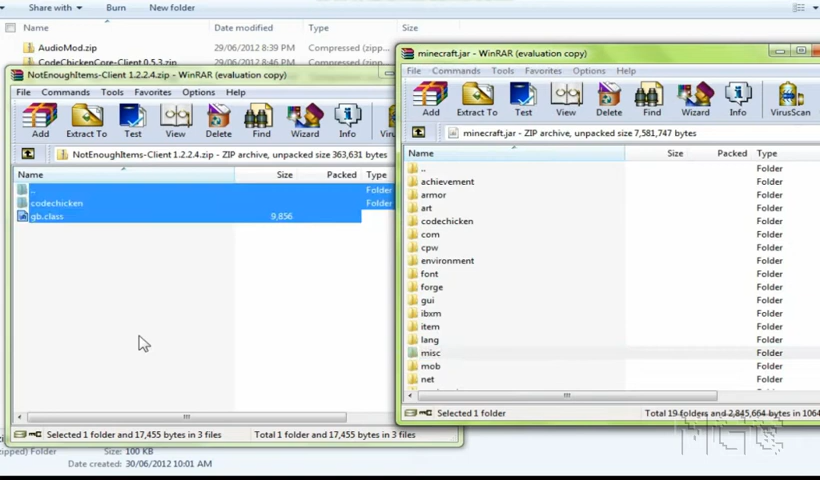 Share with
Burn
New folder
Name
Date modified
Type
Size
AudioMod.zip
29/06/2012 8:39 PM
Compressed (zipp...
CodeChickenCore-Client 0.5.3.zip
29/06/2012 8:46 PM
Compressed (zipp...
NotEnoughItems-Client 1.2.2.4.zip - WinRAR (evaluation copy)
File Commands Tools Favorites Options Help
Add
Extract To
Test
View
Delete
Find
Wizard
Info
NotEnoughItems-Client 1.2.2.4.zip - ZIP archive, unpacked size 363,631 bytes
Name
Size
Packed
Type
..
Folder
codechicken
Folder
gb.class
9,856
Selected 1 folder and 17,455 bytes in 3 files
Total 1 folder and 17,455 bytes in 3 files
minecraft.jar - WinRAR (evaluation copy)
File Commands Tools Favorites Options Help
Add
Extract To
Test
View
Delete
Find
Wizard
Info
VirusScan
minecraft.jar - ZIP archive, unpacked size 7,581,747 bytes
Name
Size
Packed
Type
..
Folder
achievement
Folder
armor
Folder
art
Folder
codechicken
Folder
com
Folder
cpw
Folder
environment
Folder
font
Folder
forge
Folder
gui
Folder
ibxm
Folder
item
Folder
lang
Folder
misc
Folder
mob
Folder
net
Folder
Selected 1 folder
Total 19 folders and 2,845,664 bytes in 1064
Folder
Size: 100 KB
Date created: 30/06/2012 10:01 AM